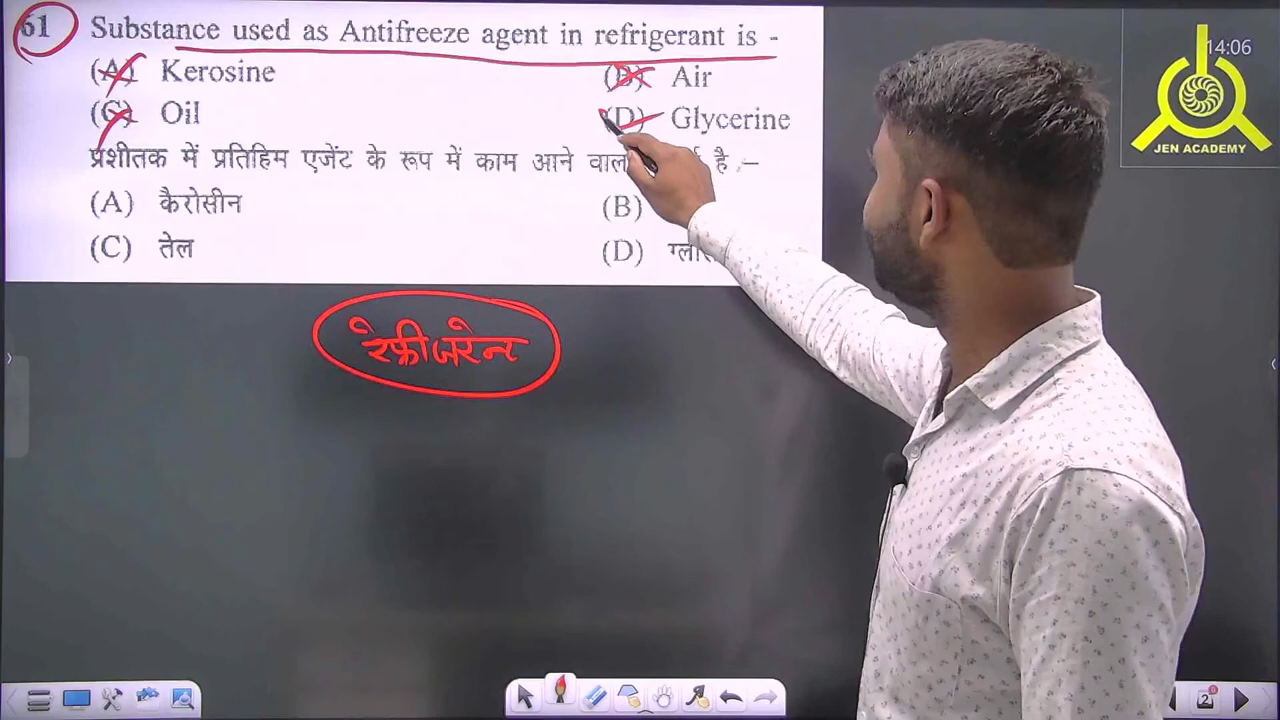 61 Substance used as Antifreeze agent in refrigerant is -
(A) Kerosine (B) Air
(C) Oil (D) Glycerine
प्रशीतक में प्रतिहिम एजेंट के रूप में काम आने है :–
(A) कैरोसीन (B)
(C) तेल (D)
रेफ्रीजरेन्ट
14:06
JEN ACADEMY
2